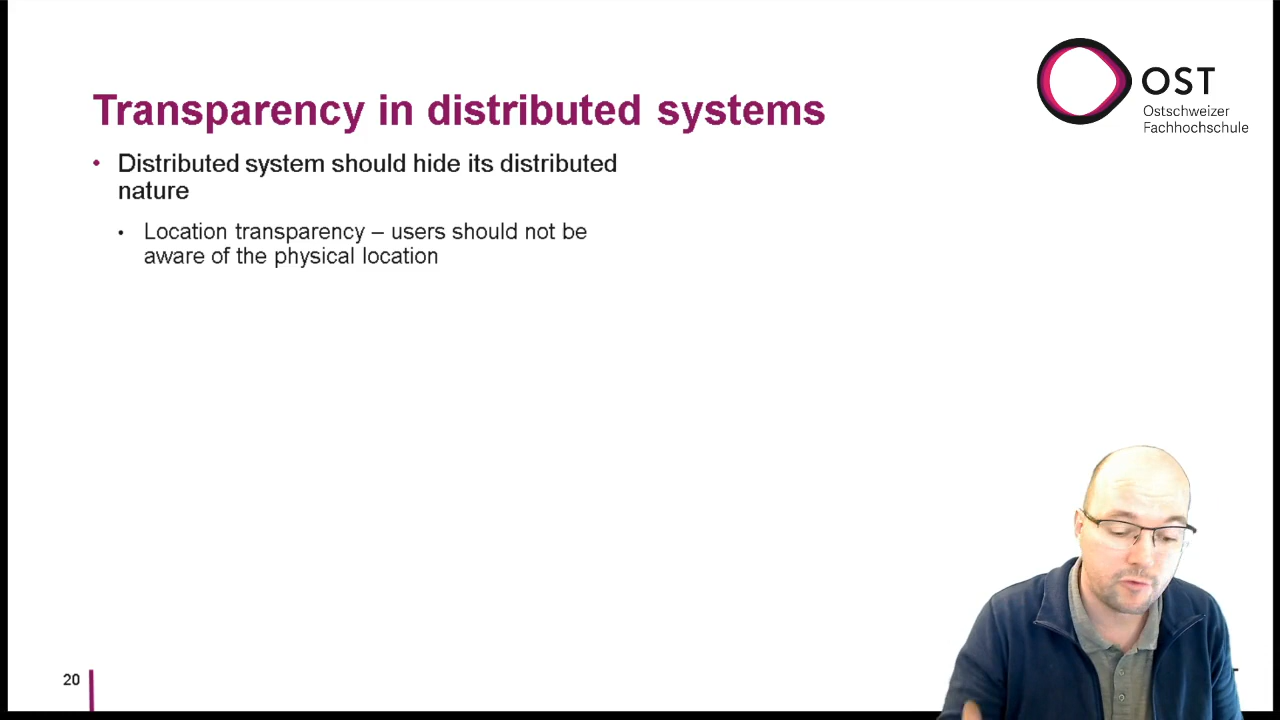 OST
Ostschweizer
Fachhochschule
Transparency in distributed systems
• Distributed system should hide its distributed
nature
• Location transparency – users should not be
aware of the physical location
20